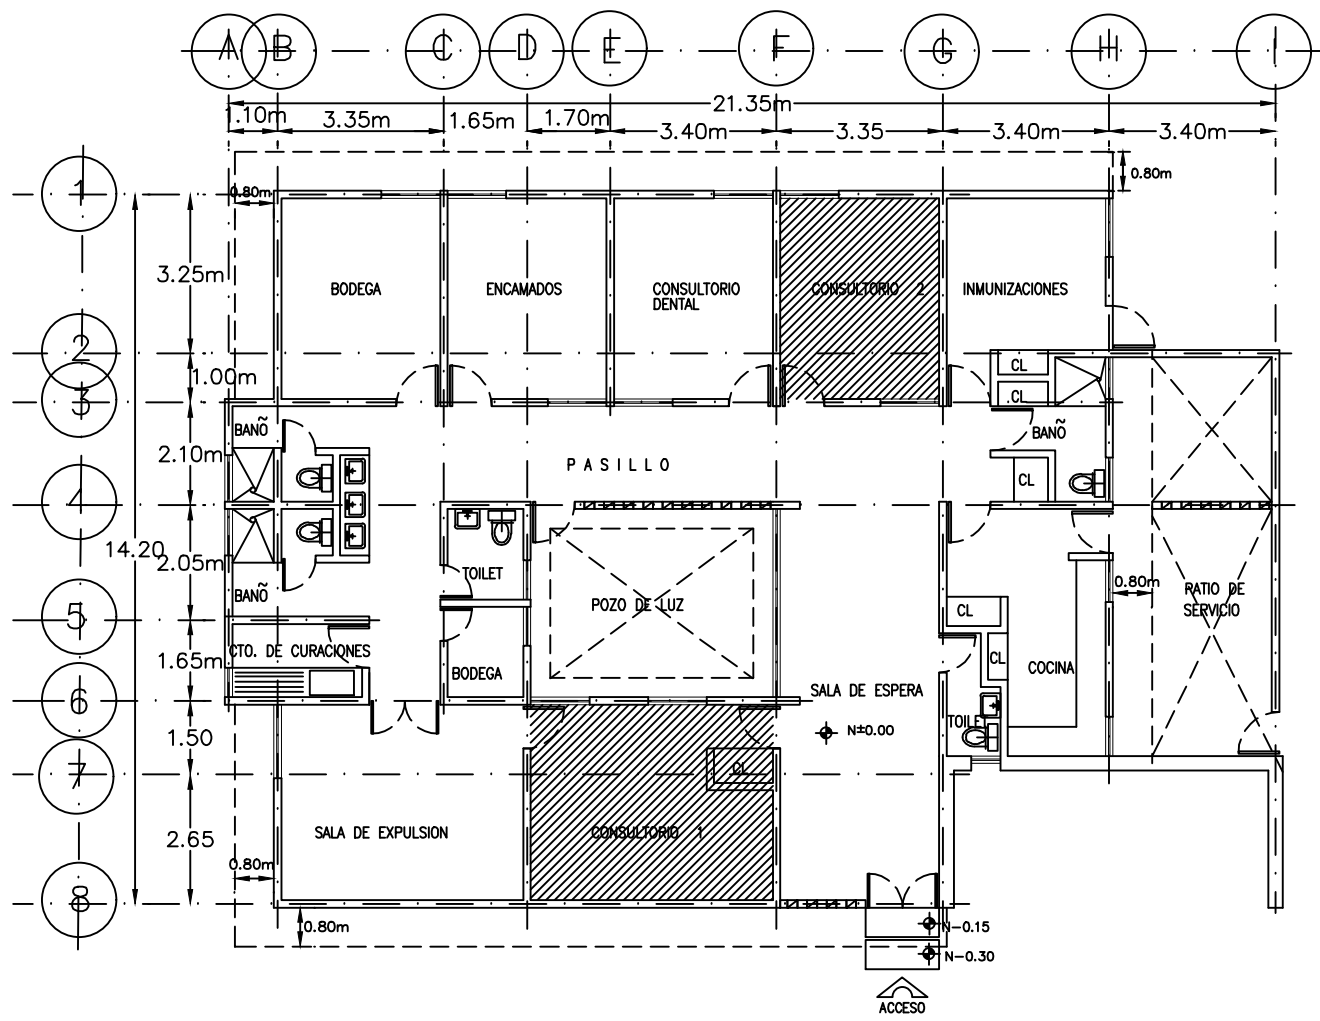 A B C D E F G H I
21.35m
1.10m 3.35m 1.65m 1.70m 3.40m 3.35 3.40m 3.40m
1
0.80m
0.80m
3.25m
BODEGA ENCAMADOS CONSULTORIO CONSULTORIO 2 INMUNIZACIONES
DENTAL
2
1.00m
3
CL
CL
BANO~
BANO~
2.10m
PASILLO
CL
4
14.20
2.05m
TOILET
0.80m
RATIO DE
SERVICIO
BANO~
POZO DE LUZ
CL
5
CTO. DE CURACIONES
1.65m
CL
COCINA
BODEGA
SALA DE ESPERA
6
TOILET
N±0.00
1.50
7
CL
2.65
SALA DE EXPULSION
CONSULTORIO 1
0.80m
8
0.80m
N-0.15
N-0.30
ACCESO